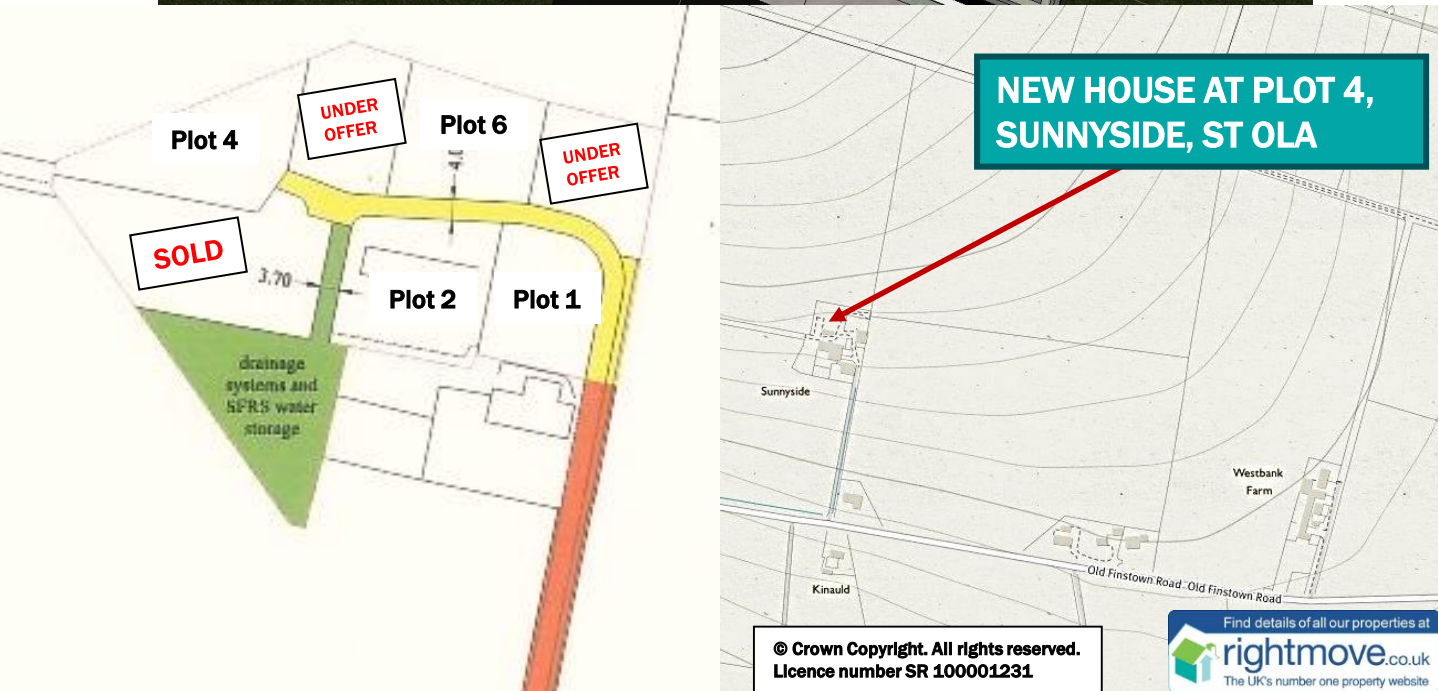 Plot 4
UNDER
OFFER
Plot 6
UNDER
OFFER
SOLD
3.70
Plot 2
Plot 1
drainage
systems and
SFRS water
storage
NEW HOUSE AT PLOT 4,
SUNNYSIDE, ST OLA
Sunnyside
Westbank
Farm
Old Finstown Road
Old Finstown Road
Kinauld
© Crown Copyright. All rights reserved.
Licence number SR 100001231
Find details of all our properties at
rightmove.co.uk
The UK's number one property website